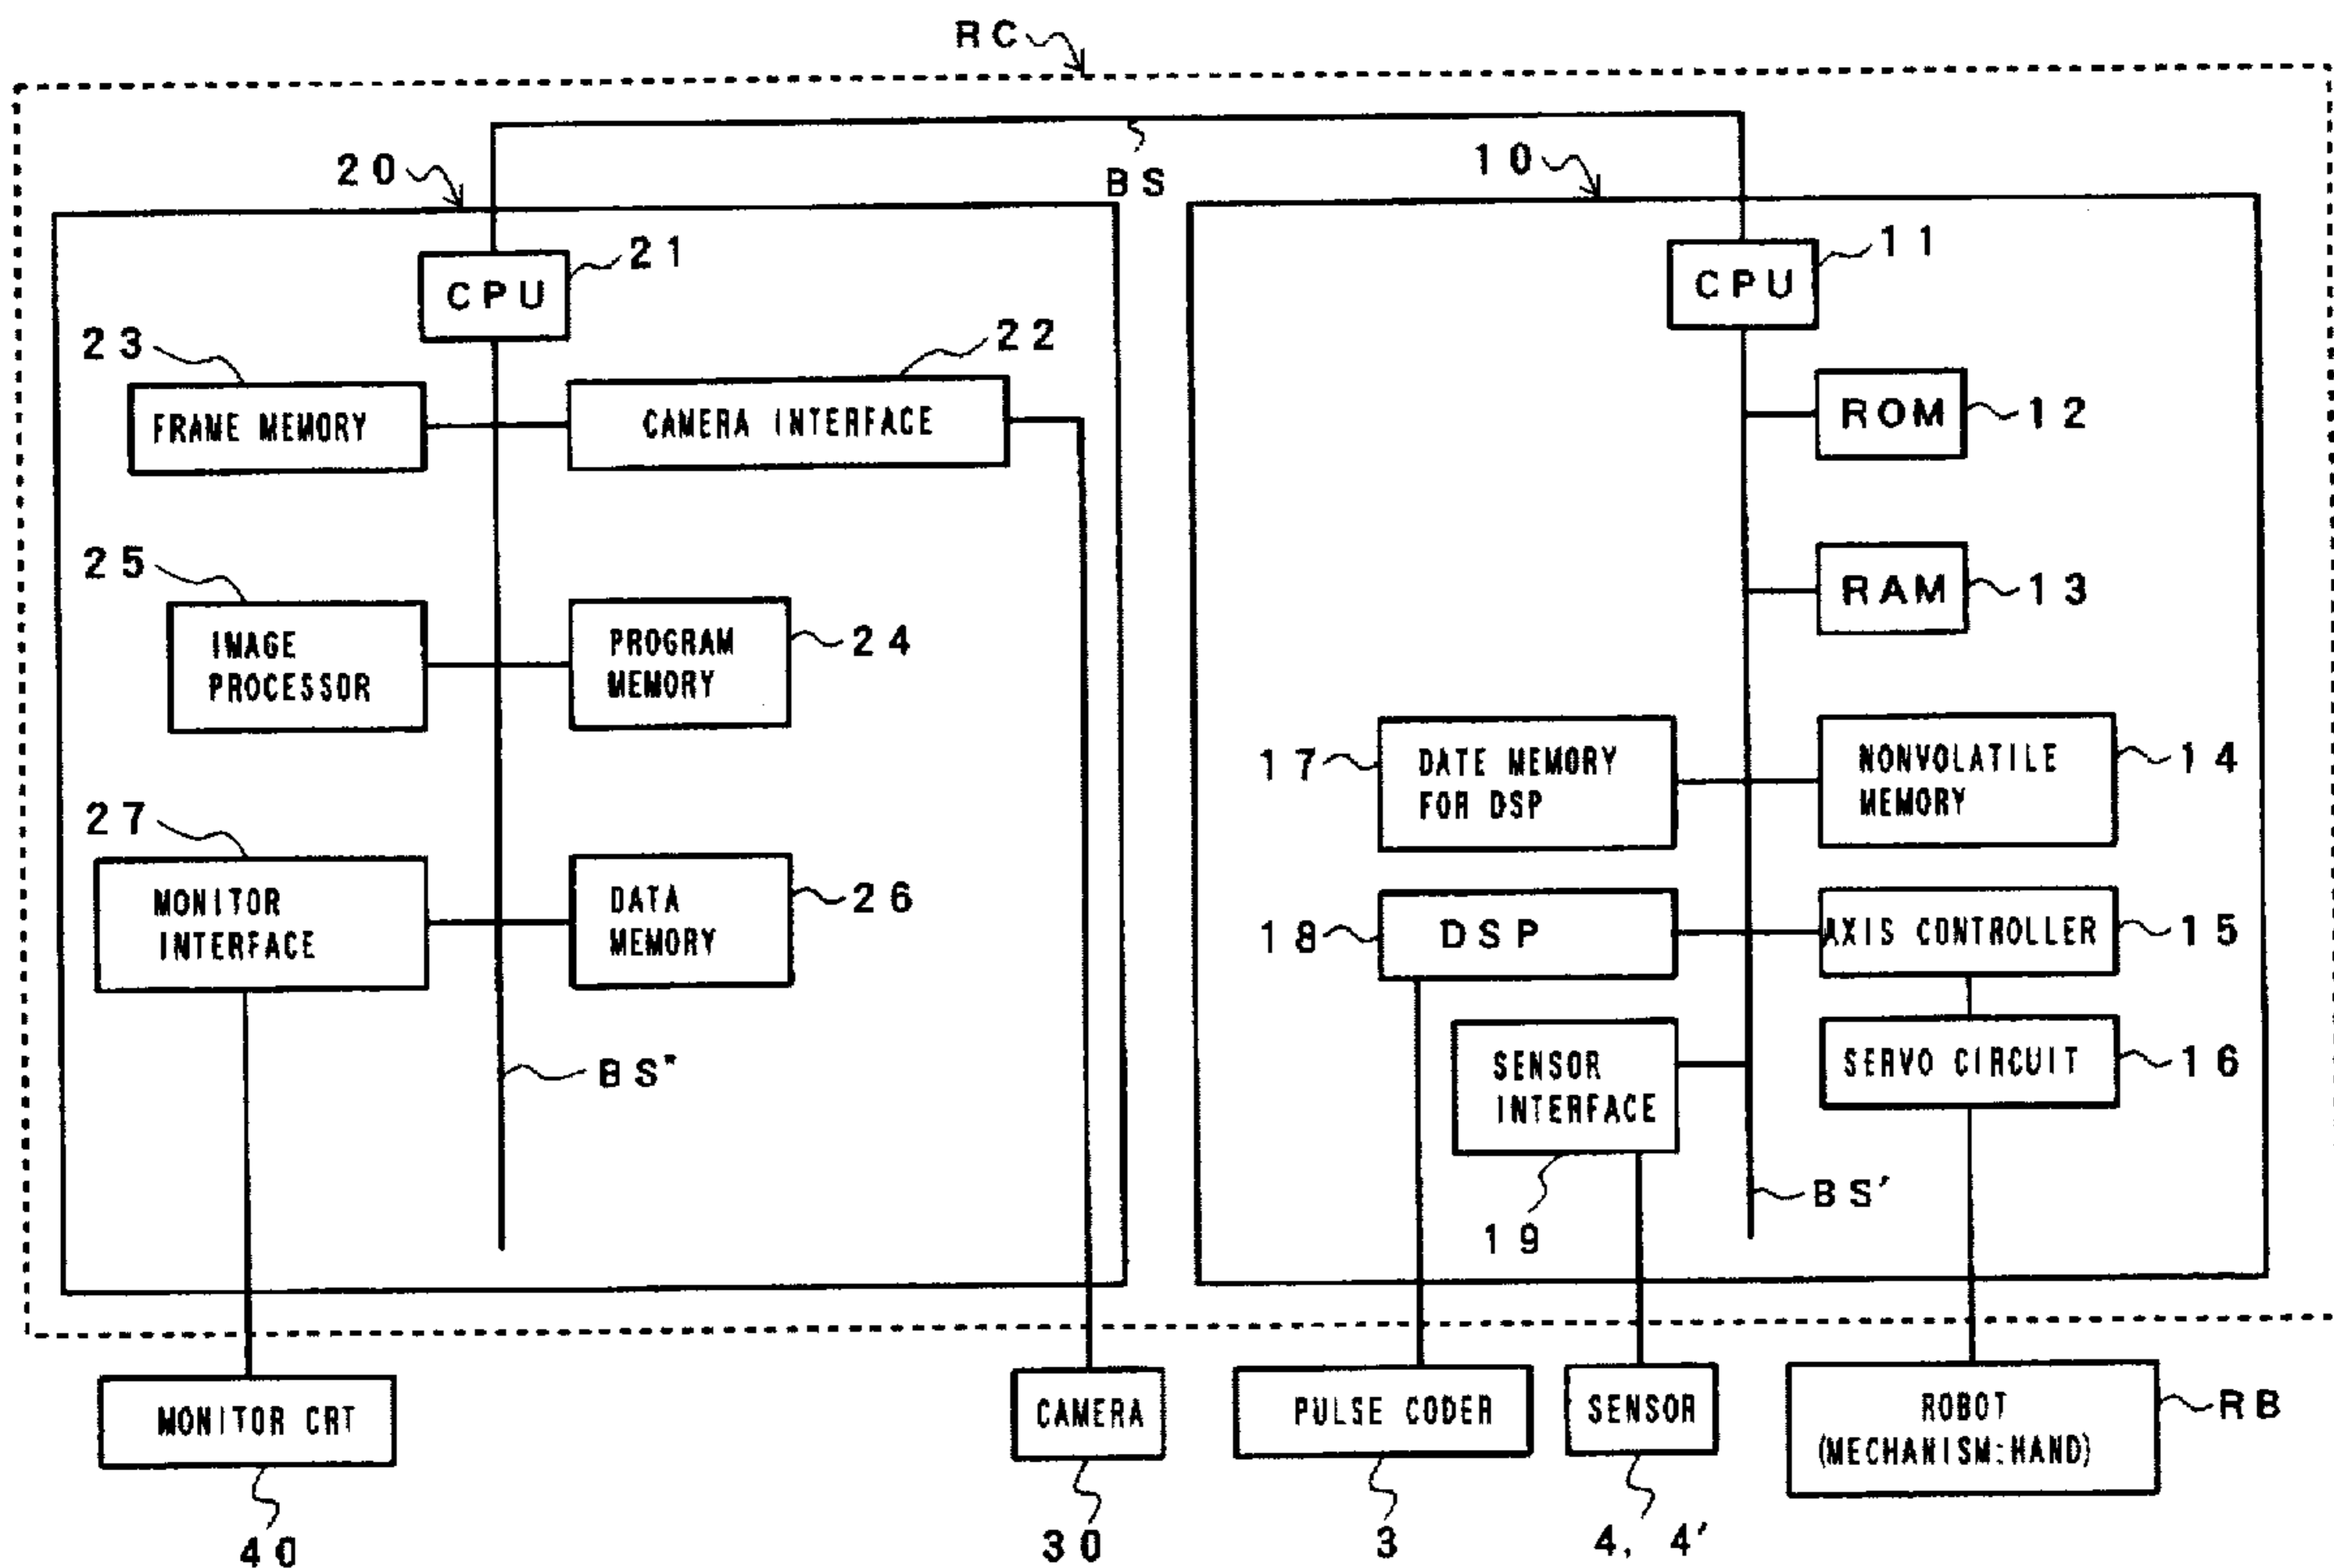 RC
BS
20
10
CPU
21
CPU
11
23
22
FRAME MEMORY
CAMERA INTERFACE
ROM
12
25
RAM
13
IMAGE
PROCESSOR
PROGRAM
MEMORY
24
17
DATE MEMORY
FOR DSP
NONVOLATILE
MEMORY
14
27
MONITOR
INTERFACE
DATA
MEMORY
26
18
DSP
AXIS CONTROLLER
15
BS"
SENSOR
INTERFACE
SERVO CIRCUIT
16
19
BS'
MONITOR CRT
CAMERA
PULSE CODER
SENSOR
ROBOT
(MECHANISM:HAND)
RB
40
30
3
4, 4'